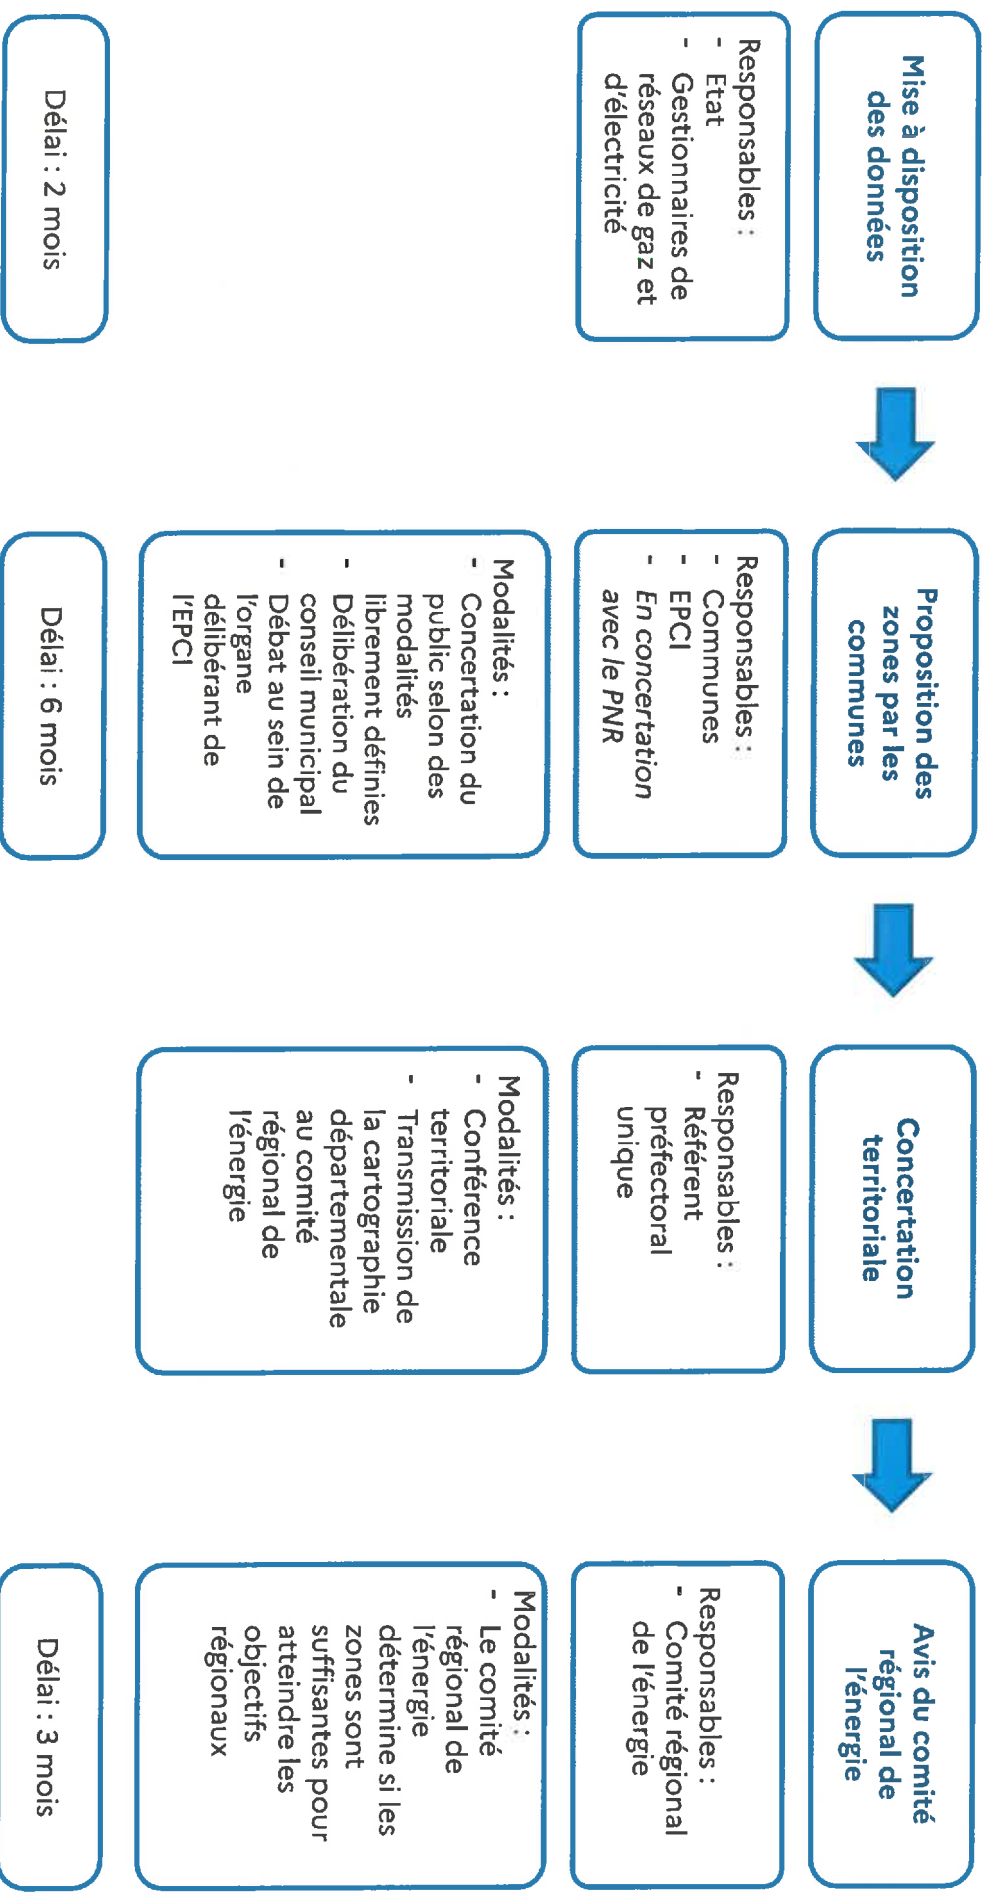 Mise à disposition
des données
Responsables :
- Etat
- Gestionnaires de
réseaux de gaz et
d'électricité
Délai : 2 mois
Proposition des
zones par les
communes
Responsables :
- Communes
- EPCI
- En concertation
avec le PNR
Modalités :
- Concertation du
public selon des
modalités
librement définies
- Délibération du
conseil municipal
- Débat au sein de
l'organe
délibérant de
l'EPCI
Délai : 6 mois
Concertation
territoriale
Responsables :
- Référent
préfectoral
unique
Modalités :
- Conférence
territoriale
- Transmission de
la cartographie
départementale
au comité
régional de
l'énergie
Avis du comité
régional de
l'énergie
Responsables :
- Comité régional
de l'énergie
Modalités :
- Le comité
régional de
l'énergie
détermine si les
zones sont
suffisantes pour
atteindre les
objectifs
régionaux
Délai : 3 mois